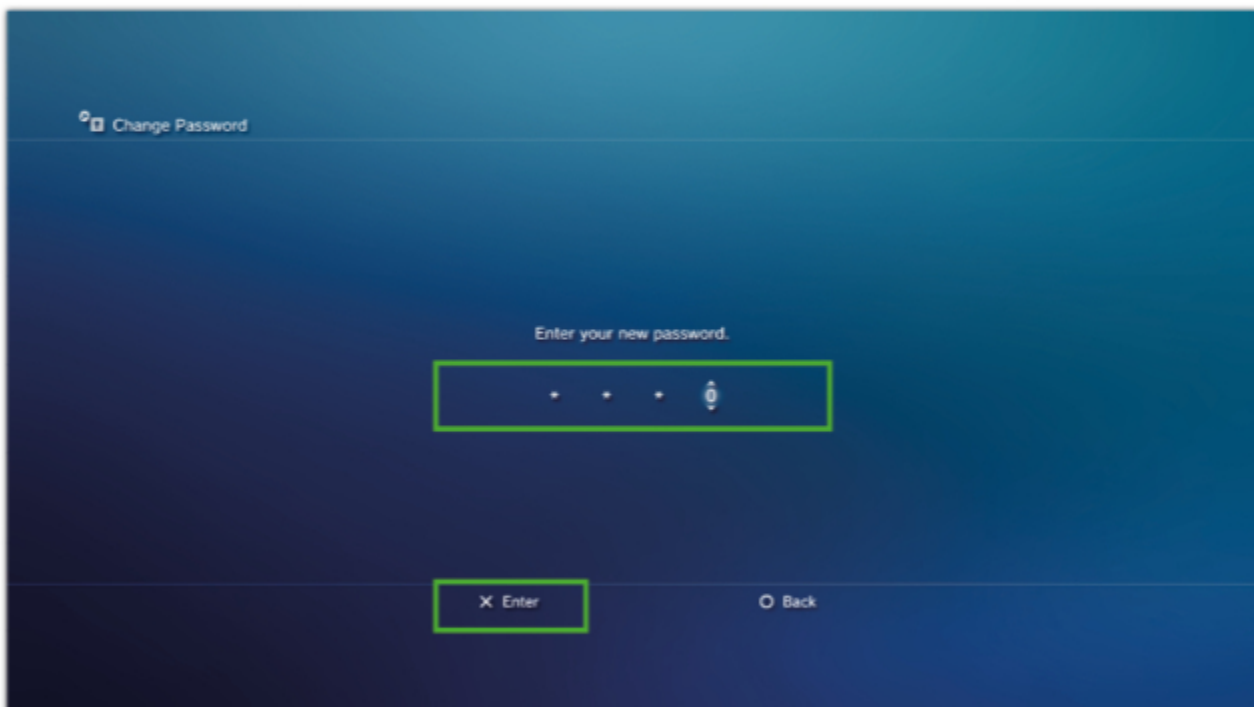 Change Password
Enter your new password.
* * * 0
X Enter
O Back